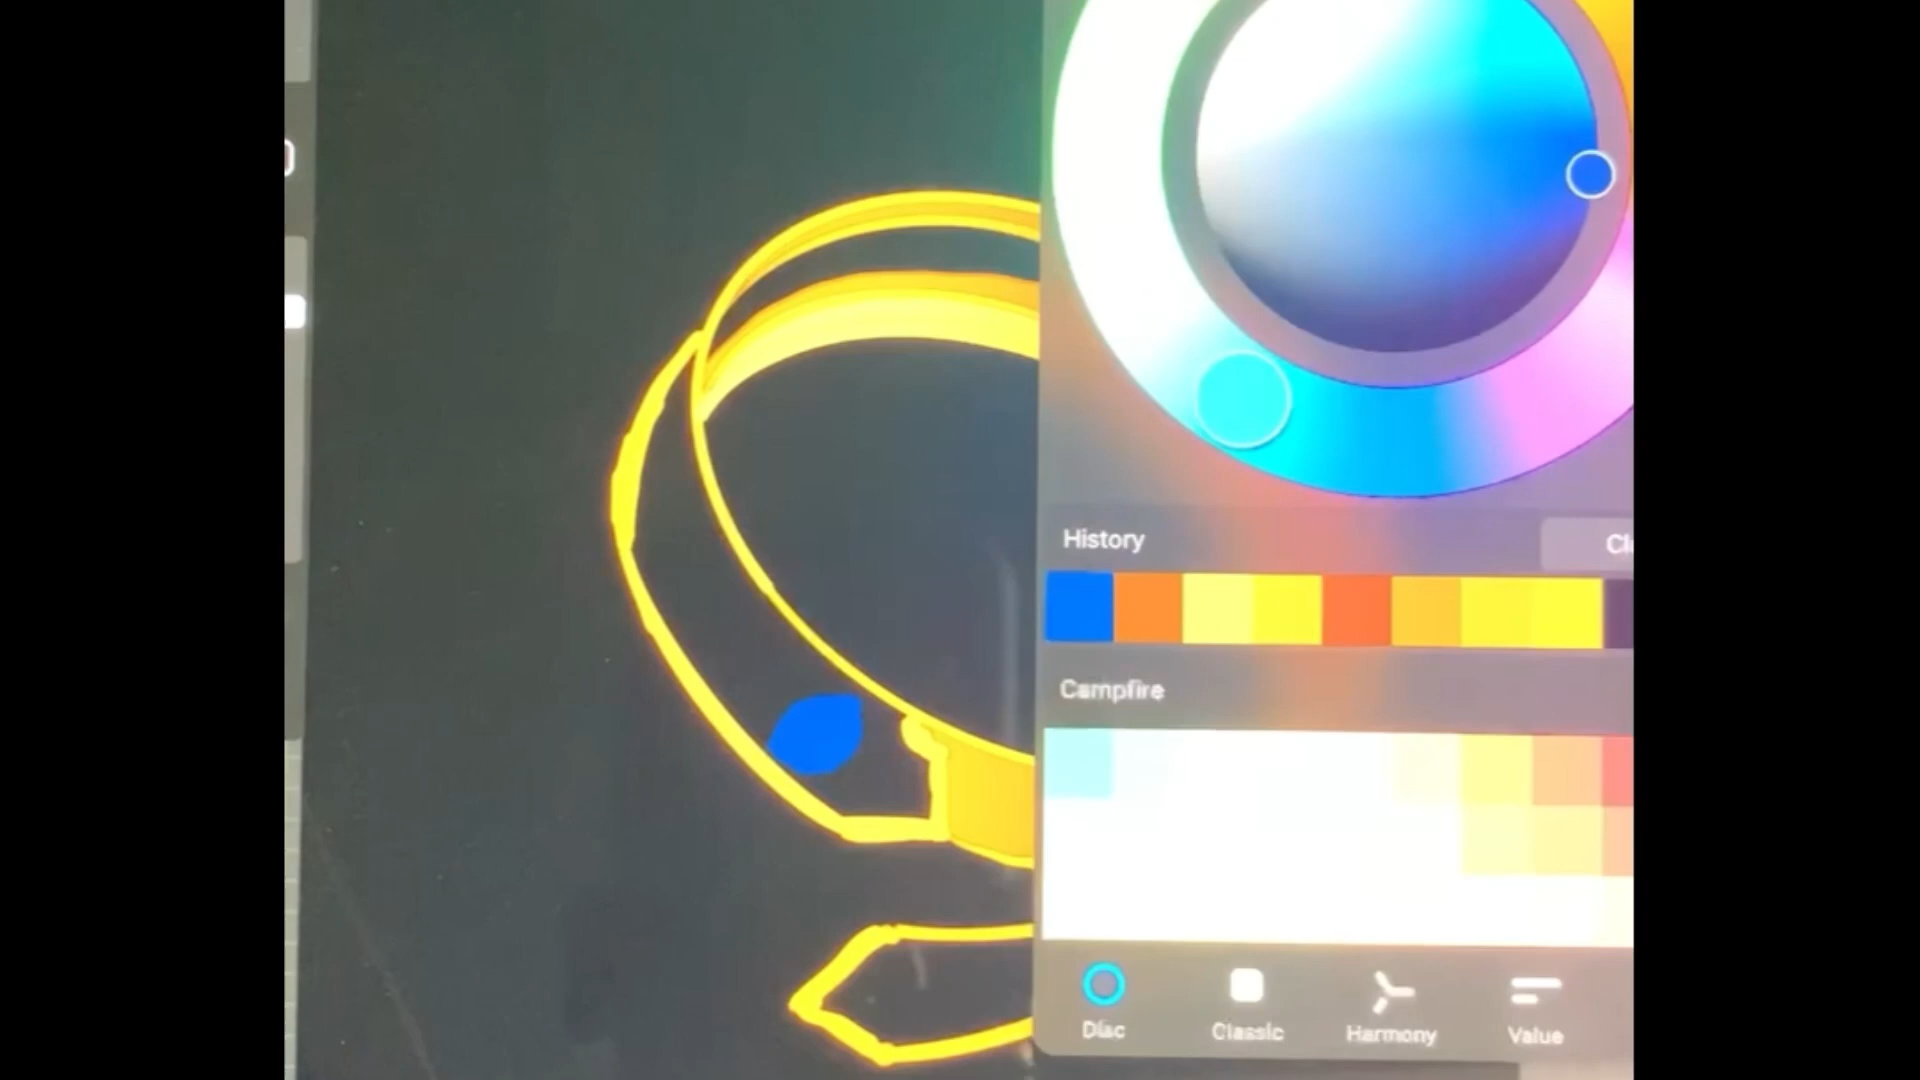 History
Campfire
Disc
Classic
Harmony
Value